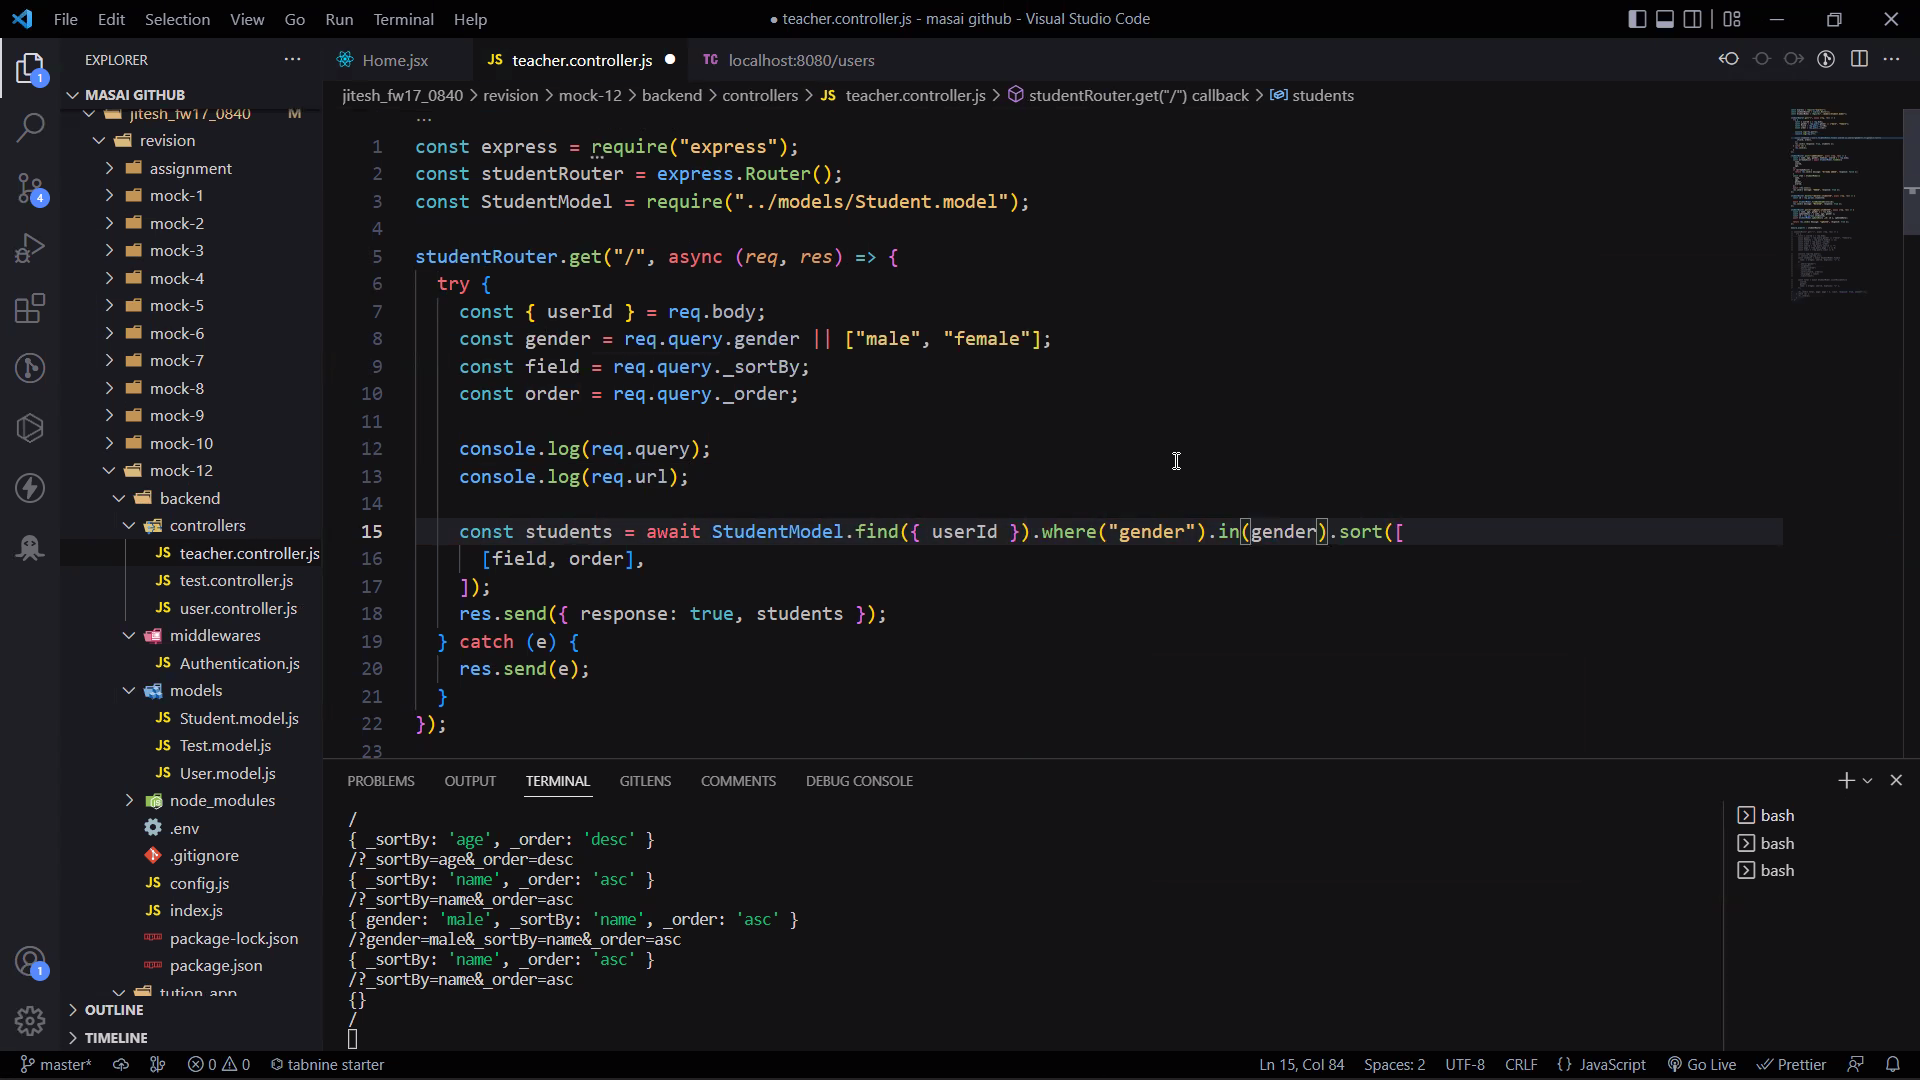 File Edit Selection View Go Run Terminal Help
● teacher.controller.js - masai github - Visual Studio Code
EXPLORER
Home.jsx
JS teacher.controller.js
TC localhost:8080/users
1
MASAI GITHUB
jitesh_fw17_0840 > revision > mock-12 > backend > controllers > JS teacher.controller.js > studentRouter.get("/") callback > students
jitesh_fw17_0840 M
revision
assignment
mock-1
mock-2
mock-3
mock-4
mock-5
mock-6
mock-7
mock-8
mock-9
mock-10
mock-12
backend
controllers
JS teacher.controller.js
JS test.controller.js
JS user.controller.js
middlewares
JS Authentication.js
models
JS Student.model.js
JS Test.model.js
JS User.model.js
node_modules
.env
.gitignore
JS config.js
JS index.js
package-lock.json
package.json
tution_app
OUTLINE
TIMELINE
4
1
...
1 const express = require("express");
2 const studentRouter = express.Router();
3 const StudentModel = require("../models/Student.model");
4
5 studentRouter.get("/", async (req, res) => {
6 try {
7 const { userId } = req.body;
8 const gender = req.query.gender || ["male", "female"];
9 const field = req.query._sortBy;
10 const order = req.query._order;
11
12 console.log(req.query);
13 console.log(req.url);
14
15 const students = await StudentModel.find({ userId }).where("gender").in(gender).sort([
16 [field, order],
17 ]);
18 res.send({ response: true, students });
19 } catch (e) {
20 res.send(e);
21 }
22 });
23
PROBLEMS OUTPUT TERMINAL GITLENS COMMENTS DEBUG CONSOLE
/
{ _sortBy: 'age', _order: 'desc' }
/?_sortBy=age&_order=desc
{ _sortBy: 'name', _order: 'asc' }
/?_sortBy=name&_order=asc
{ gender: 'male', _sortBy: 'name', _order: 'asc' }
/?gender=male&_sortBy=name&_order=asc
{ _sortBy: 'name', _order: 'asc' }
/?_sortBy=name&_order=asc
{}
/
bash
bash
bash
master* 0 0 tabnine starter
Ln 15, Col 84 Spaces: 2 UTF-8 CRLF {} JavaScript Go Live Prettier